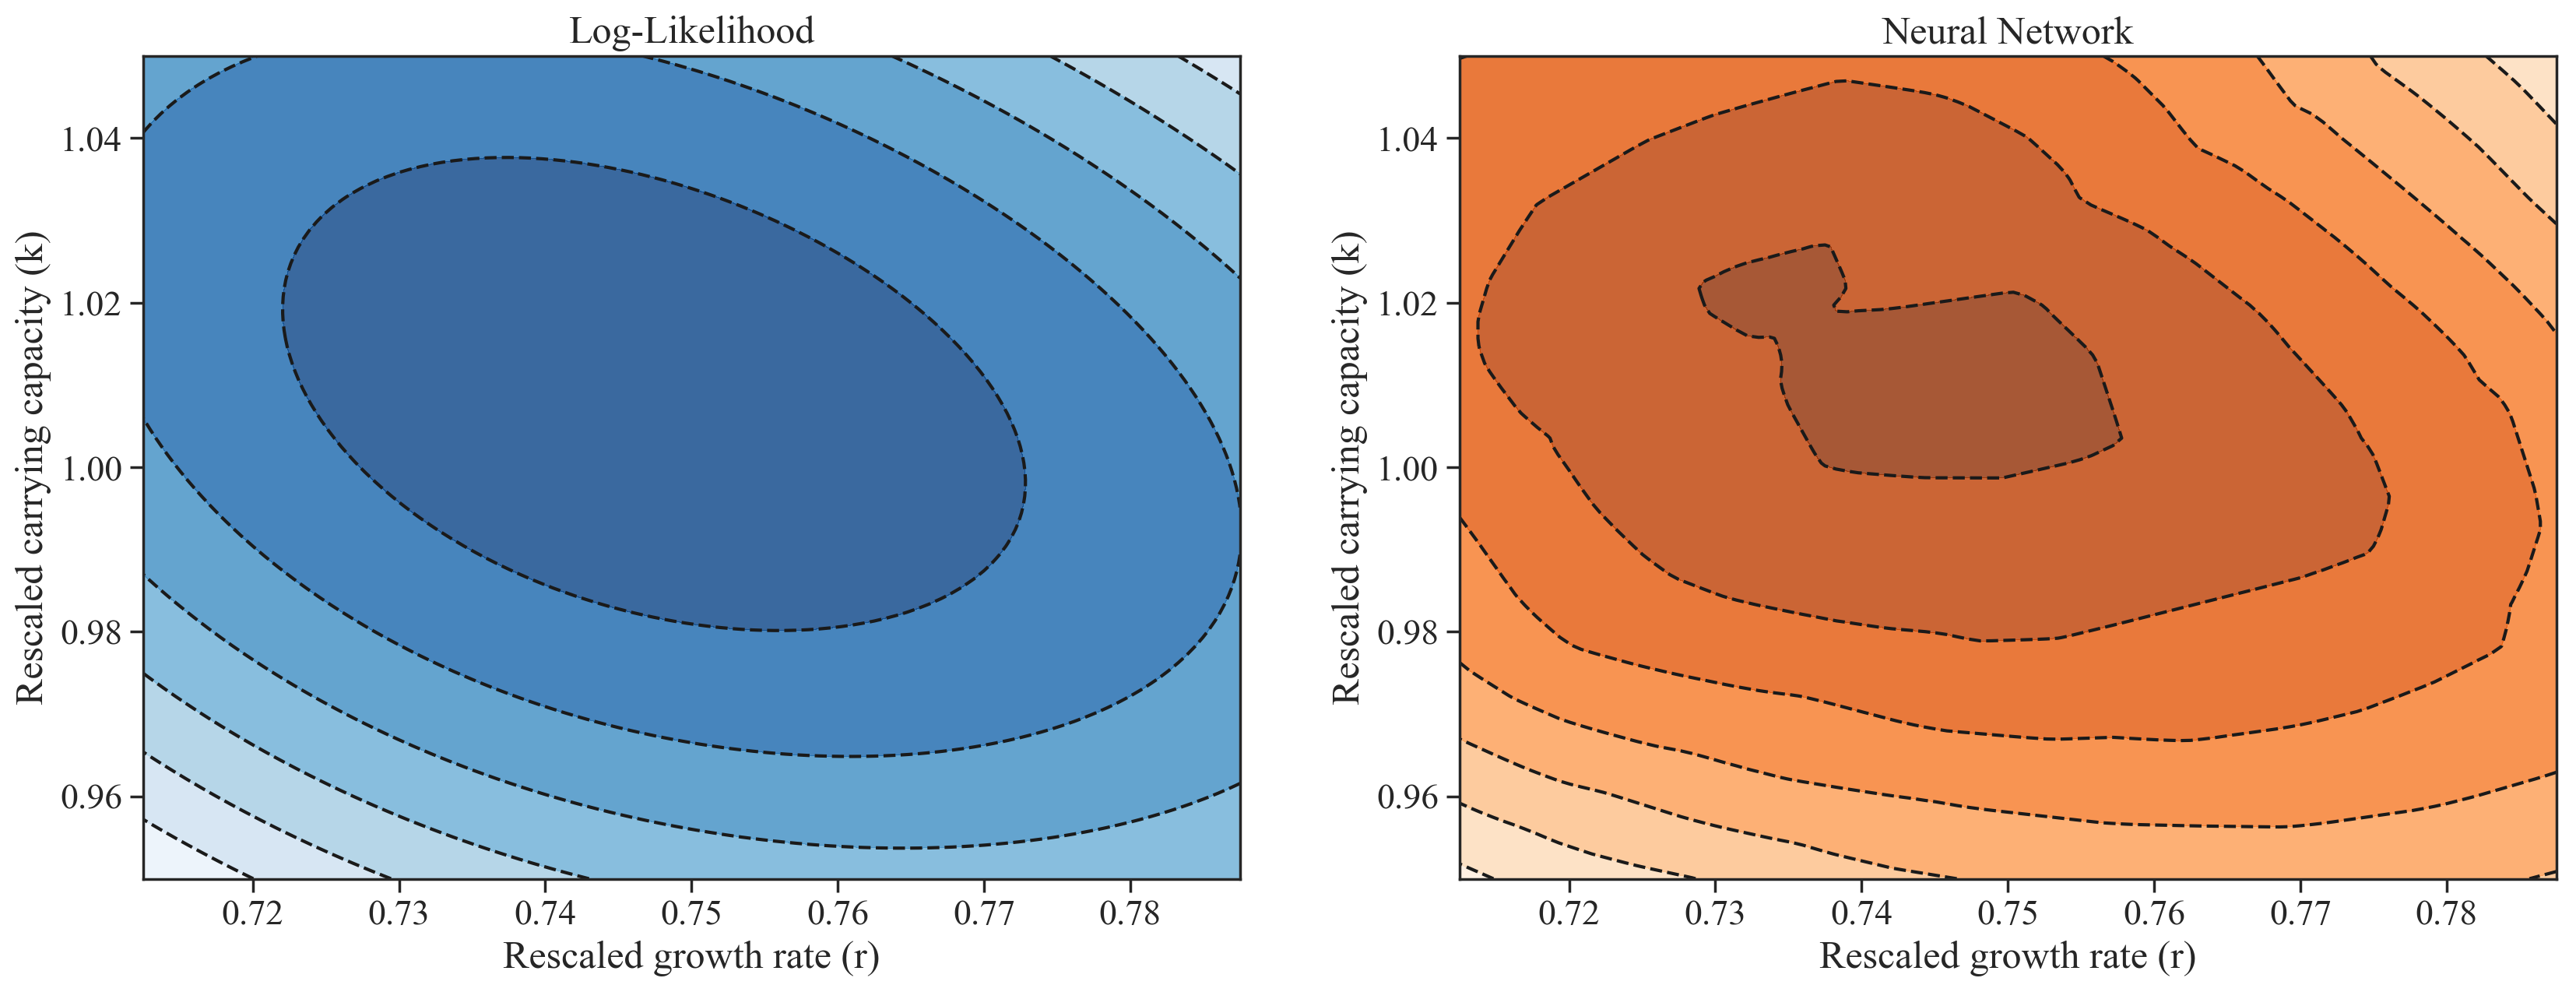 Log-Likelihood
Rescaled carrying capacity (k)
1.04
1.02
1.00
0.98
0.96
0.72 0.73 0.74 0.75 0.76 0.77 0.78
Rescaled growth rate (r)
Neural Network
Rescaled carrying capacity (k)
1.04
1.02
1.00
0.98
0.96
0.72 0.73 0.74 0.75 0.76 0.77 0.78
Rescaled growth rate (r)